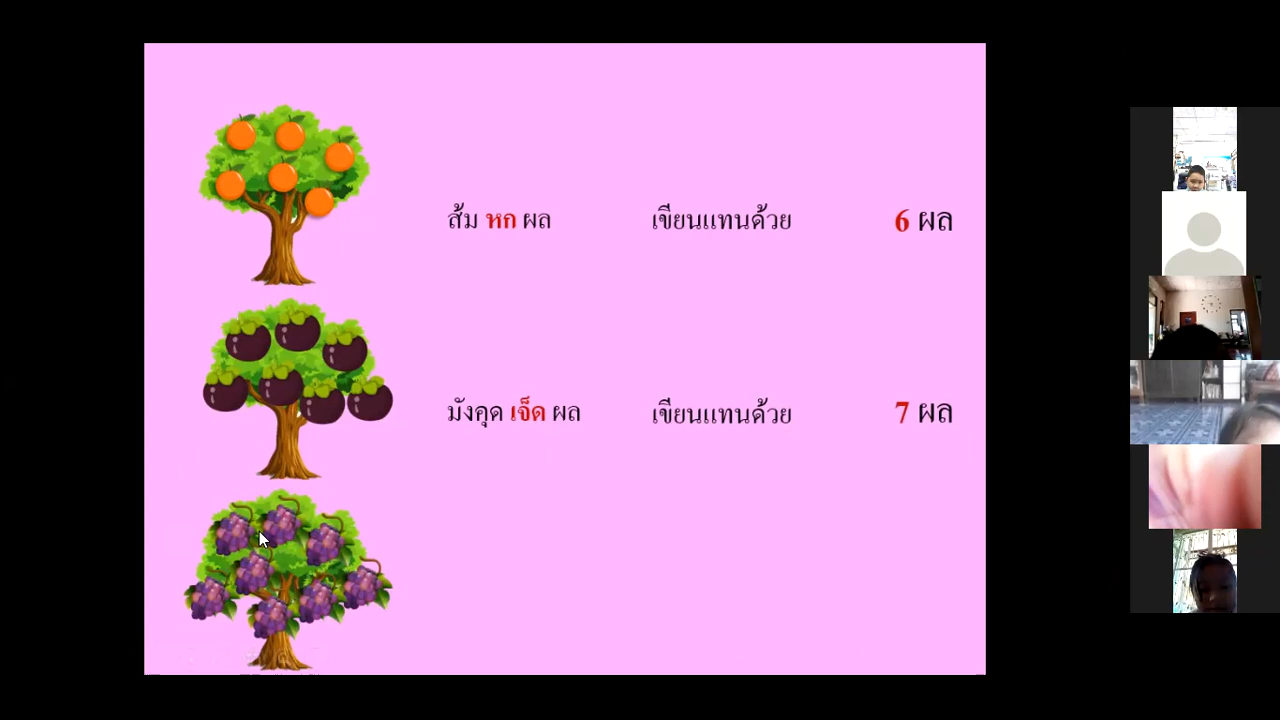 ส้ม หก ผล เขียนแทนด้วย 6 ผล
มังคุด เจ็ด ผล เขียนแทนด้วย 7 ผล